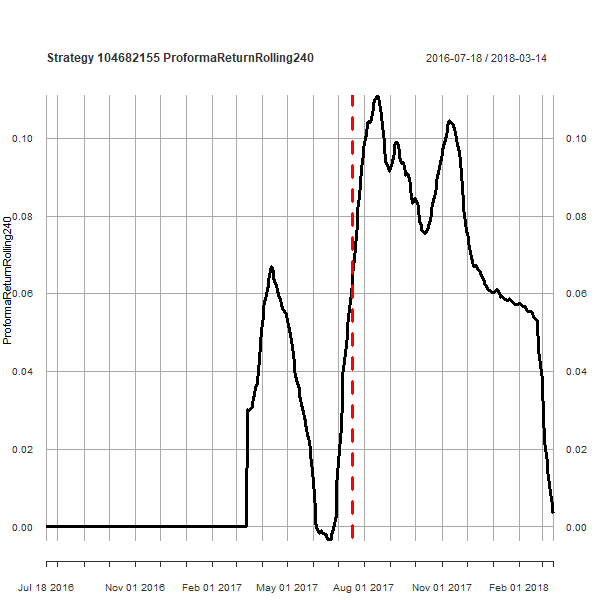 Strategy 104682155 ProformaReturnRolling240
2016-07-18 / 2018-03-14
ProformaReturnRolling240
0.10
0.08
0.06
0.04
0.02
0.00
0.10
0.08
0.06
0.04
0.02
0.00
Jul 18 2016
Nov 01 2016
Feb 01 2017
May 01 2017
Aug 01 2017
Nov 01 2017
Feb 01 2018